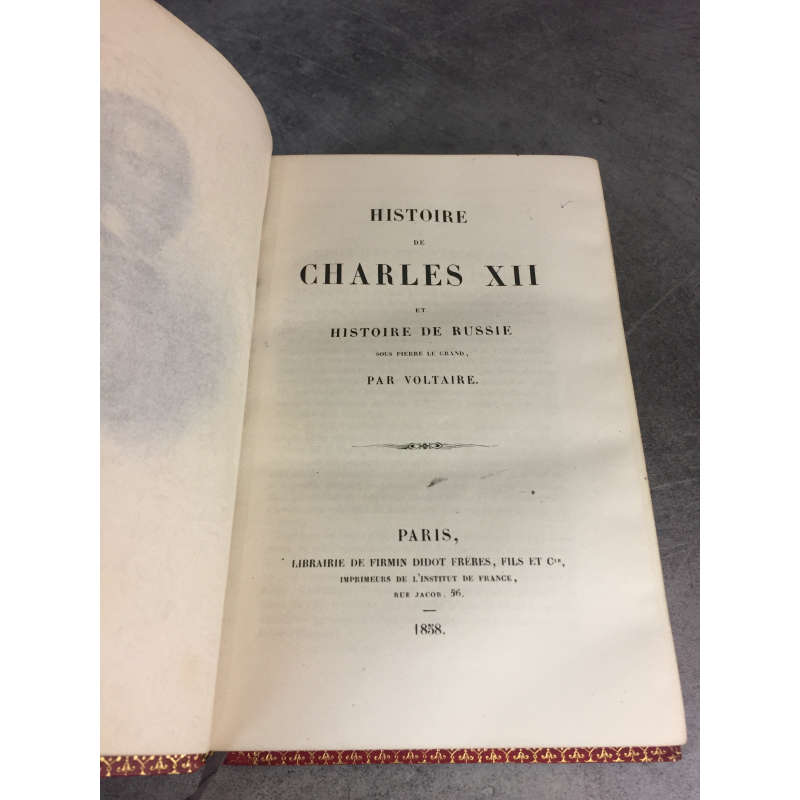 HISTOIRE
DE
CHARLES XII
ET
HISTOIRE DE RUSSIE
SOUS PIERRE LE GRAND,
PAR VOLTAIRE.
PARIS,
LIBRAIRIE DE FIRMIN DIDOT FRÈRES, FILS ET Cie,
IMPRIMEURS DE L'INSTITUT DE FRANCE,
RUE JACOB, 56.
1858.